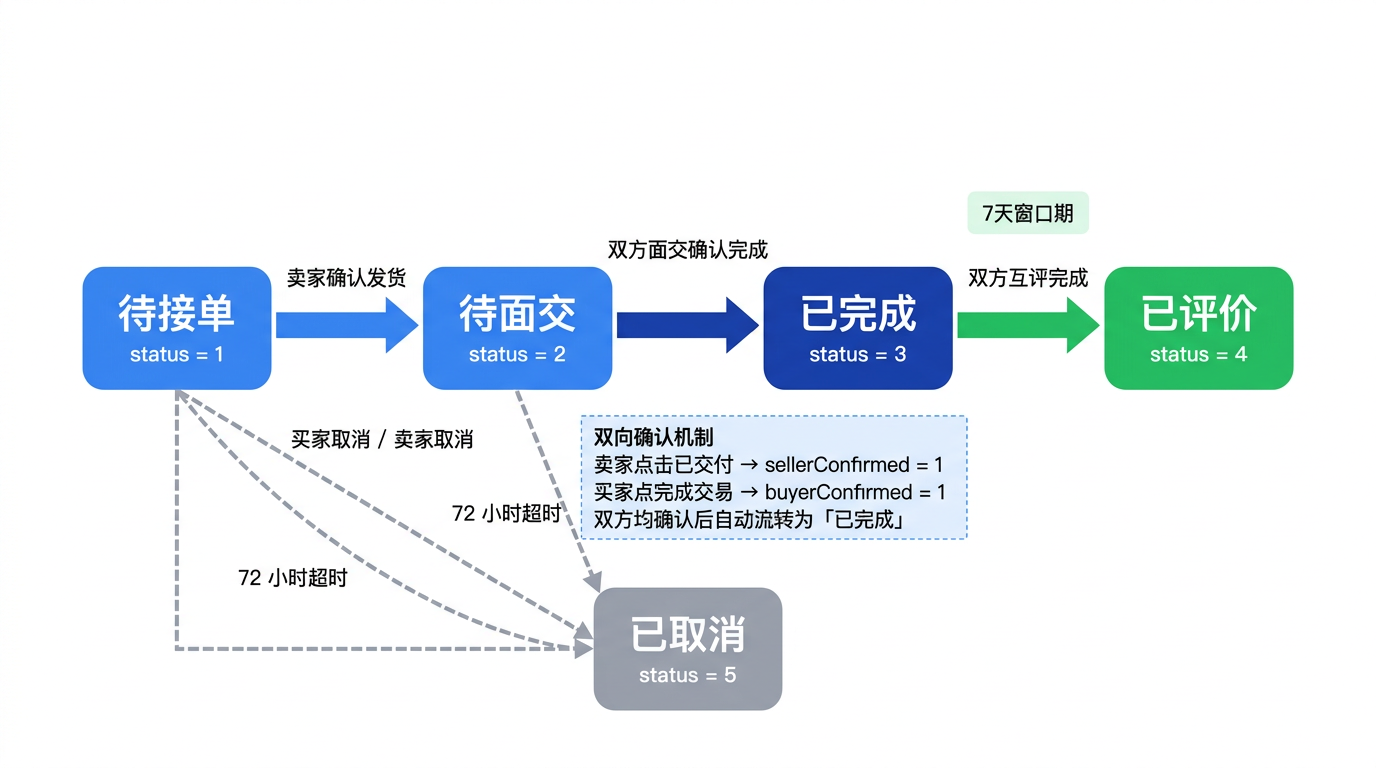 7天窗口期
双方面交确认完成
卖家确认发货
双方互评完成
待接单
status = 1
待面交
status = 2
已完成
status = 3
已评价
status = 4
买家取消 / 卖家取消
双向确认机制
卖家点击已交付 → sellerConfirmed = 1
买家点完成交易 → buyerConfirmed = 1
双方均确认后自动流转为「已完成」
72 小时超时
72 小时超时
已取消
status = 5